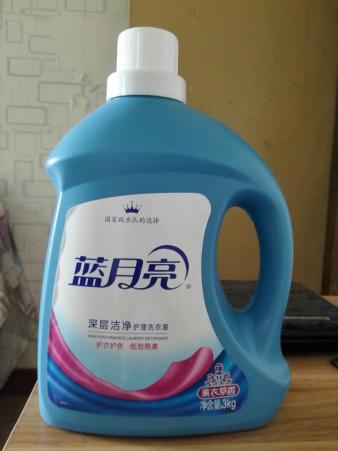 国家跳水队的选择
蓝月亮®
深层洁净 护理洗衣液
HIGH PERFORMANCE LAUNDRY DETERGENT
护衣护色 低泡易漂
薰衣草香
净含量3kg